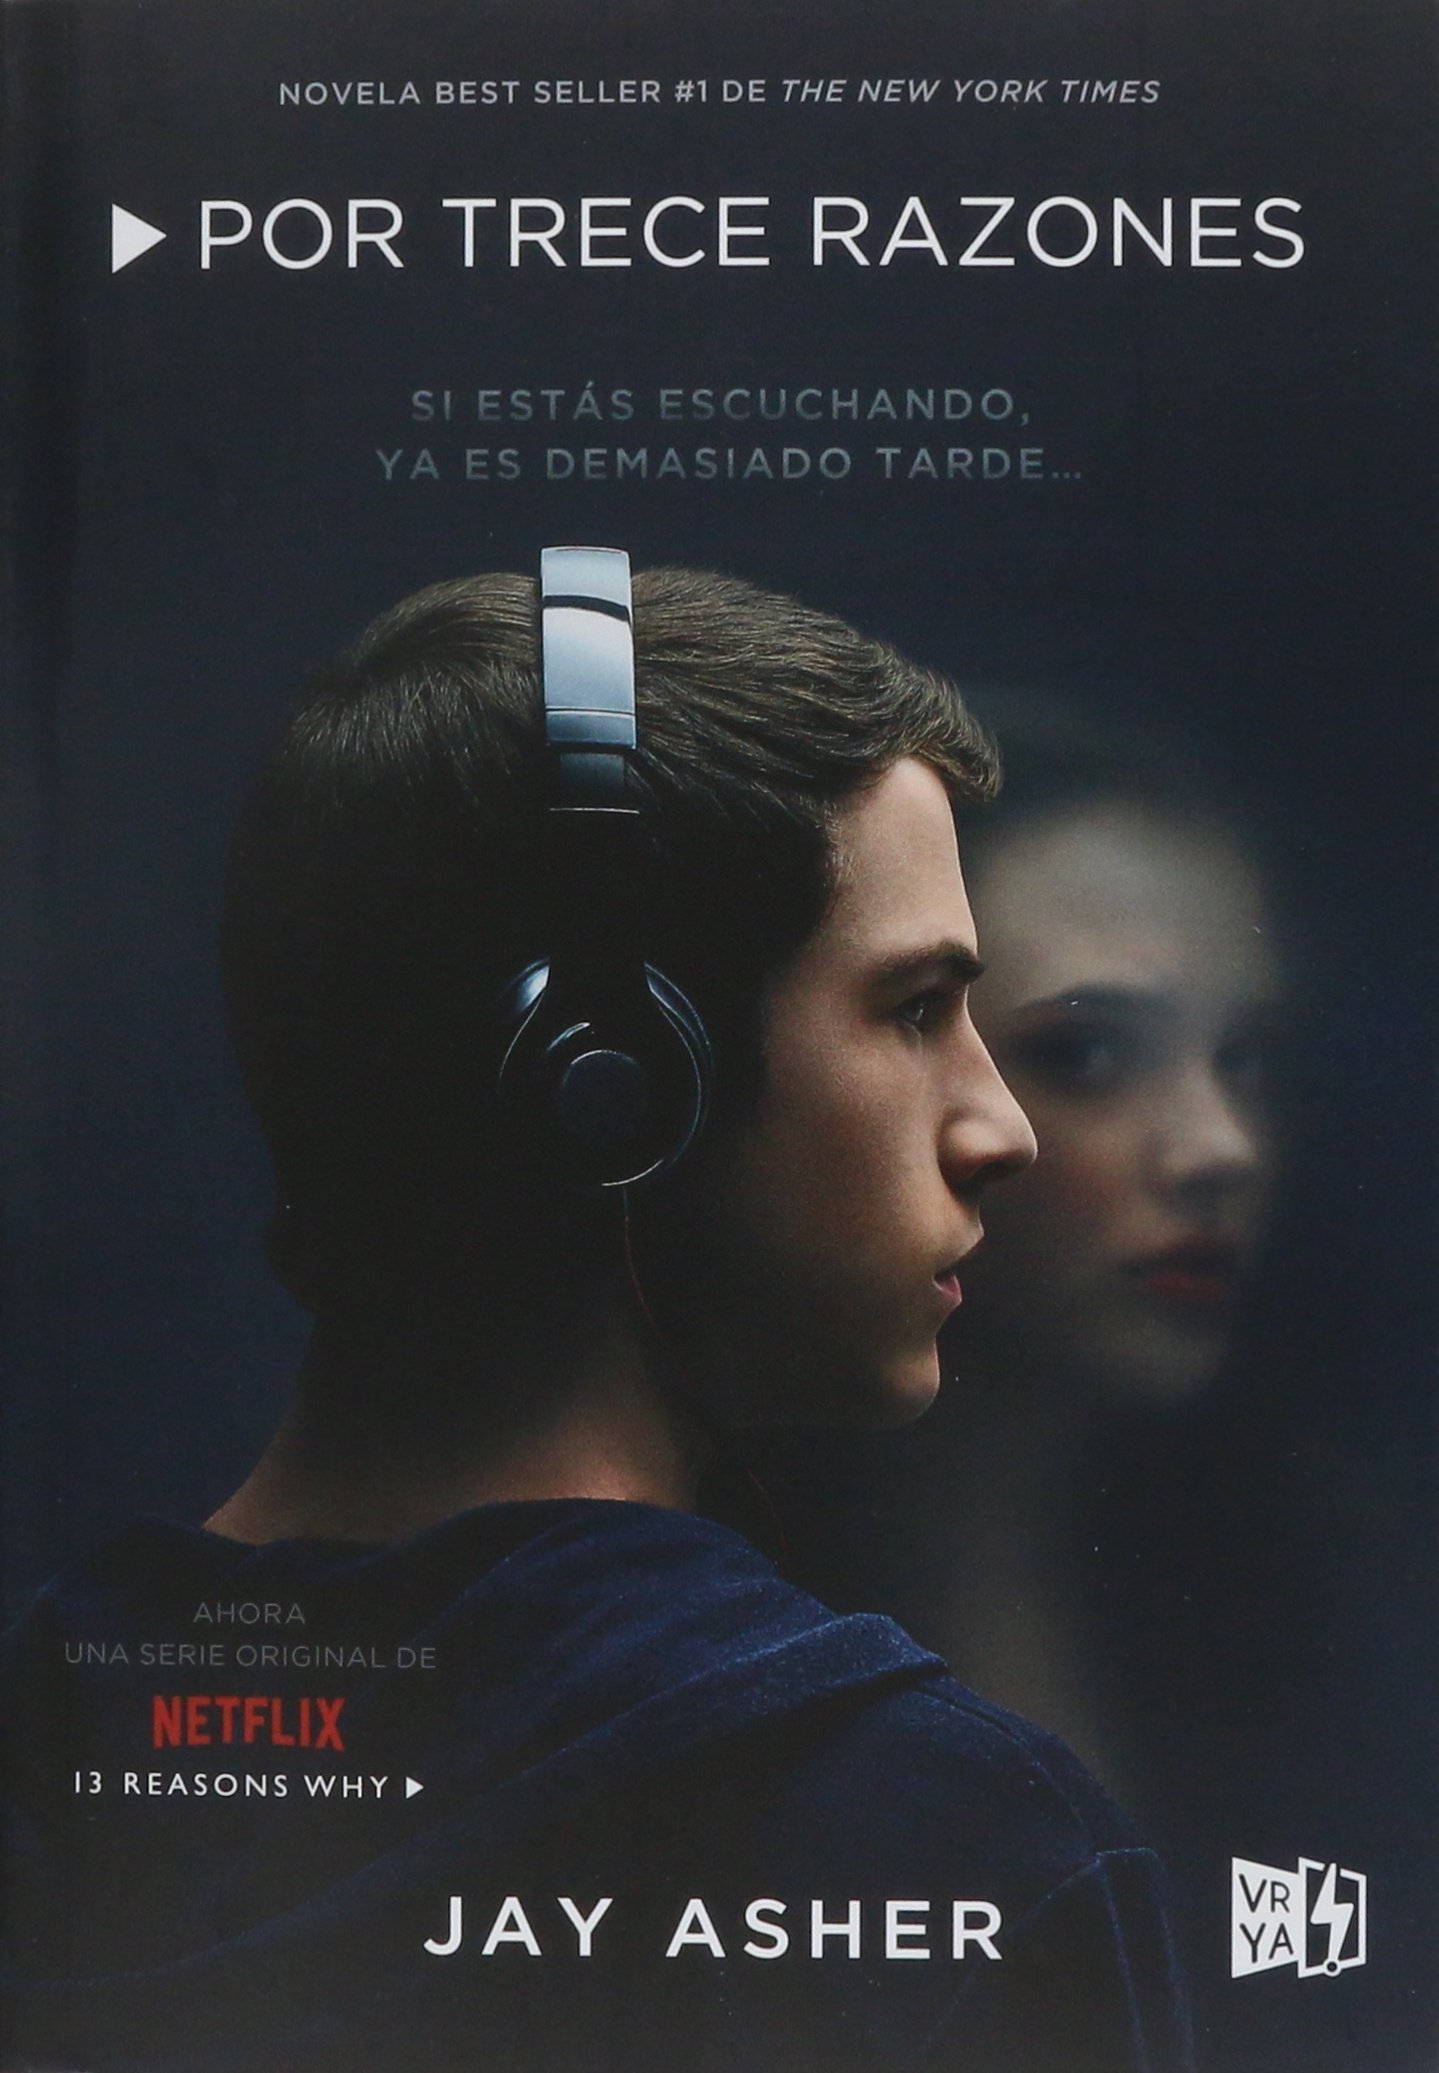 NOVELA BEST SELLER #1 DE THE NEW YORK TIMES
POR TRECE RAZONES
SI ESTÁS ESCUCHANDO,
YA ES DEMASIADO TARDE...
AHORA
UNA SERIE ORIGINAL DE
NETFLIX
13 REASONS WHY
JAY ASHER
VR
YA